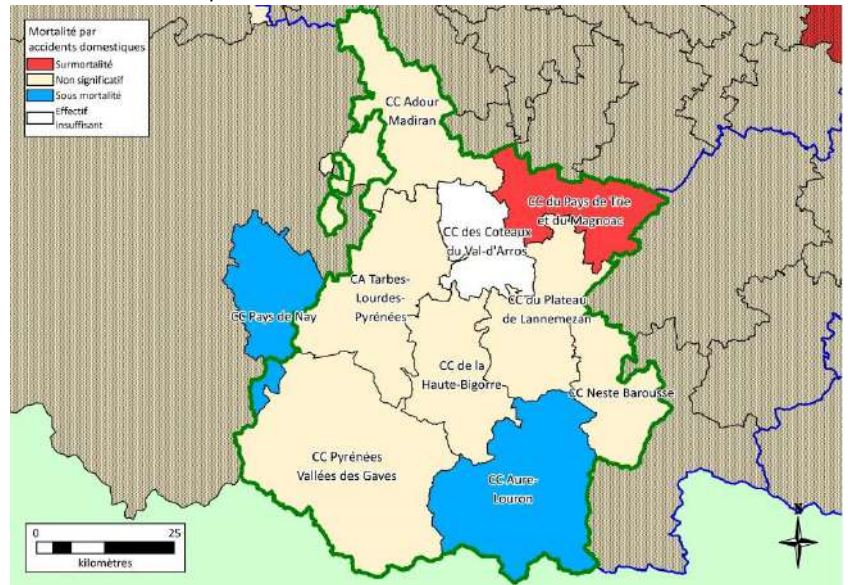 Mortalité par
accidents domestiques
Surmortalité
Non significatif
Sous mortalité
Effectif
insuffisant
CC Adour
Madiran
CC du Pays de Trie
et du Magnoac
CC des Coteaux
du Val-d'Arros
CA Tarbes-
Lourdes-
Pyrénées
CC du Plateau
de Lannemezan
CC Pays de Nay
CC de la
Haute-Bigorre
CC Neste Barousse
CC Pyrénées
Vallées des Gaves
CC Aure-
Louron
N
0 25
kilomètres